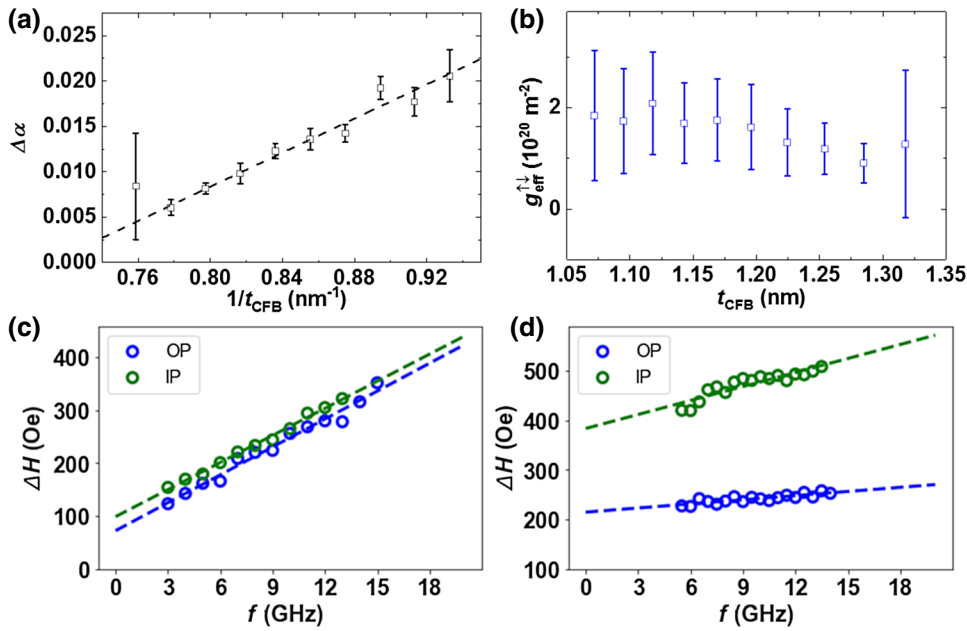 (a)
0.025
0.020
0.015
0.010
0.005
0.000
Δα
0.76 0.80 0.84 0.88 0.92
1/tCFB (nm-1)
(b)
2
0
g↑↓eff (10²⁰ m⁻²)
1.05 1.10 1.15 1.20 1.25 1.30 1.35
tCFB (nm)
(c)
OP
IP
400
300
200
100
0
ΔH (Oe)
0 3 6 9 12 15 18
f (GHz)
(d)
OP
IP
500
400
300
200
100
ΔH (Oe)
0 3 6 9 12 15 18
f (GHz)